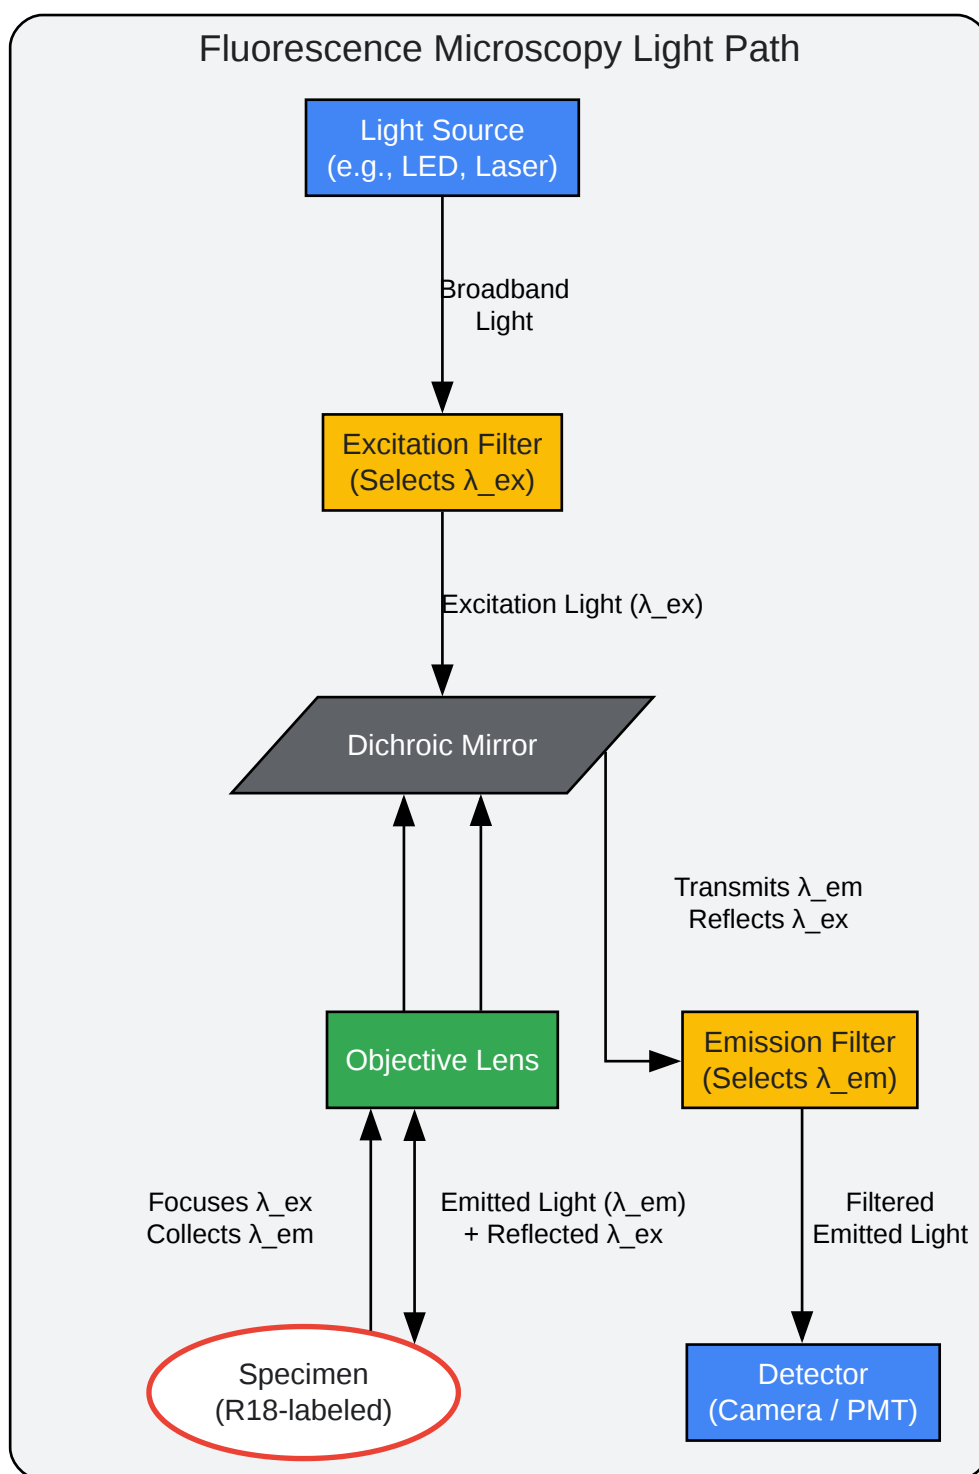 Fluorescence Microscopy Light Path
Light Source
(e.g., LED, Laser)
Broadband
Light
Excitation Filter
(Selects λ_ex)
Excitation Light (λ_ex)
Dichroic Mirror
Transmits λ_em
Reflects λ_ex
Objective Lens
Emission Filter
(Selects λ_em)
Focuses λ_ex
Collects λ_em
Emitted Light (λ_em)
+ Reflected λ_ex
Filtered
Emitted Light
Specimen
(R18-labeled)
Detector
(Camera / PMT)